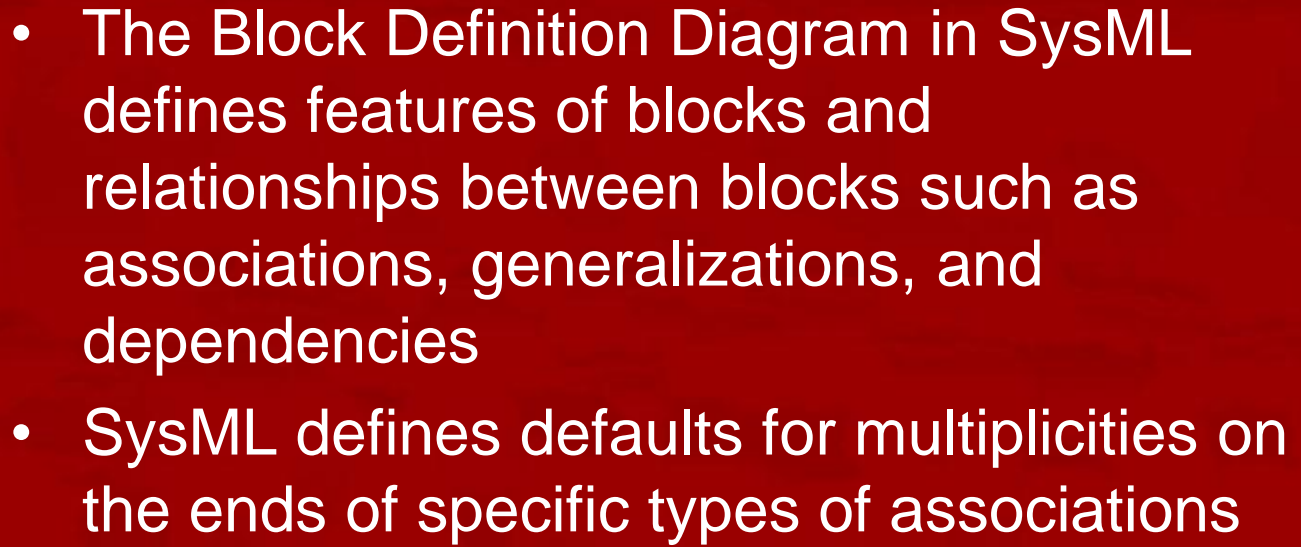 • The Block Definition Diagram in SysML
defines features of blocks and
relationships between blocks such as
associations, generalizations, and
dependencies
• SysML defines defaults for multiplicities on
the ends of specific types of associations